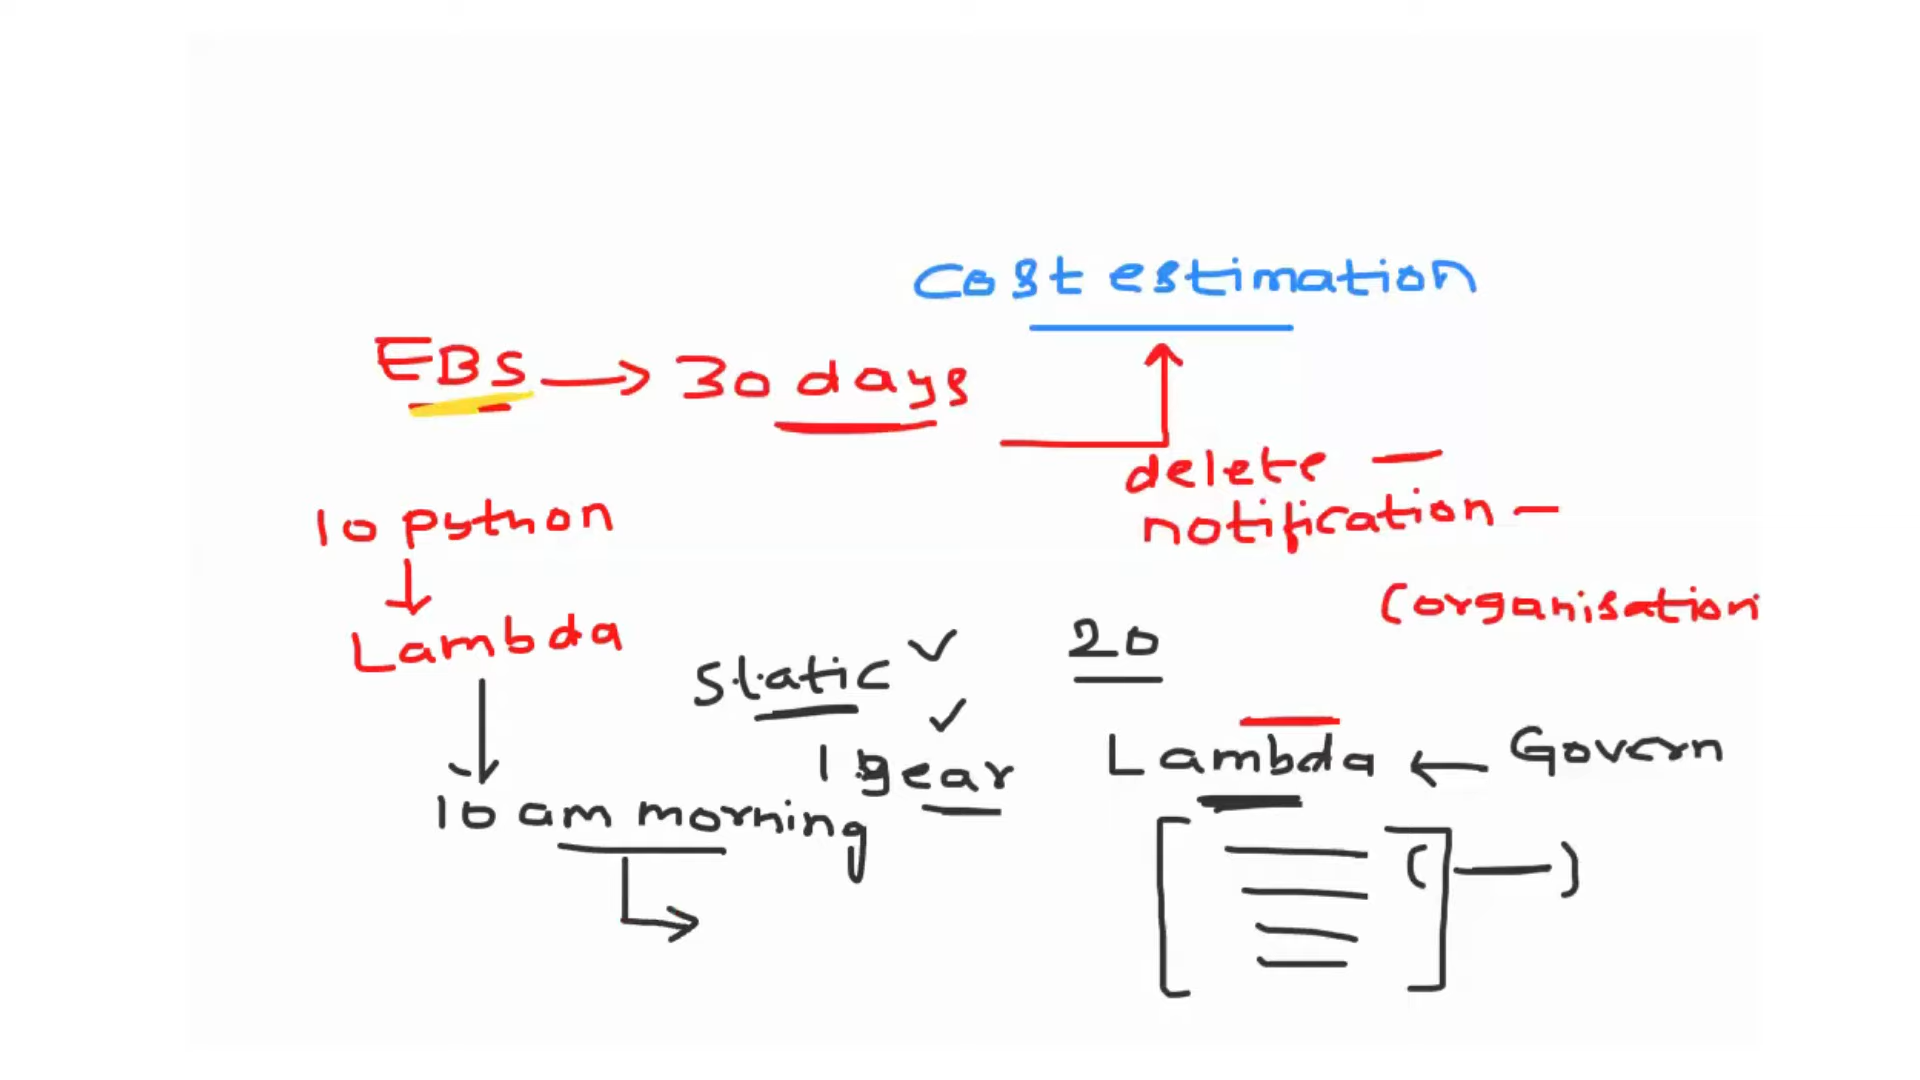 Cost estimation
EBS → 30 days
delete —
notification —
10 python
↓
Lambda
(organisation
static ✓
20
✓
1 year
Lambda ← Govern
10 am morning